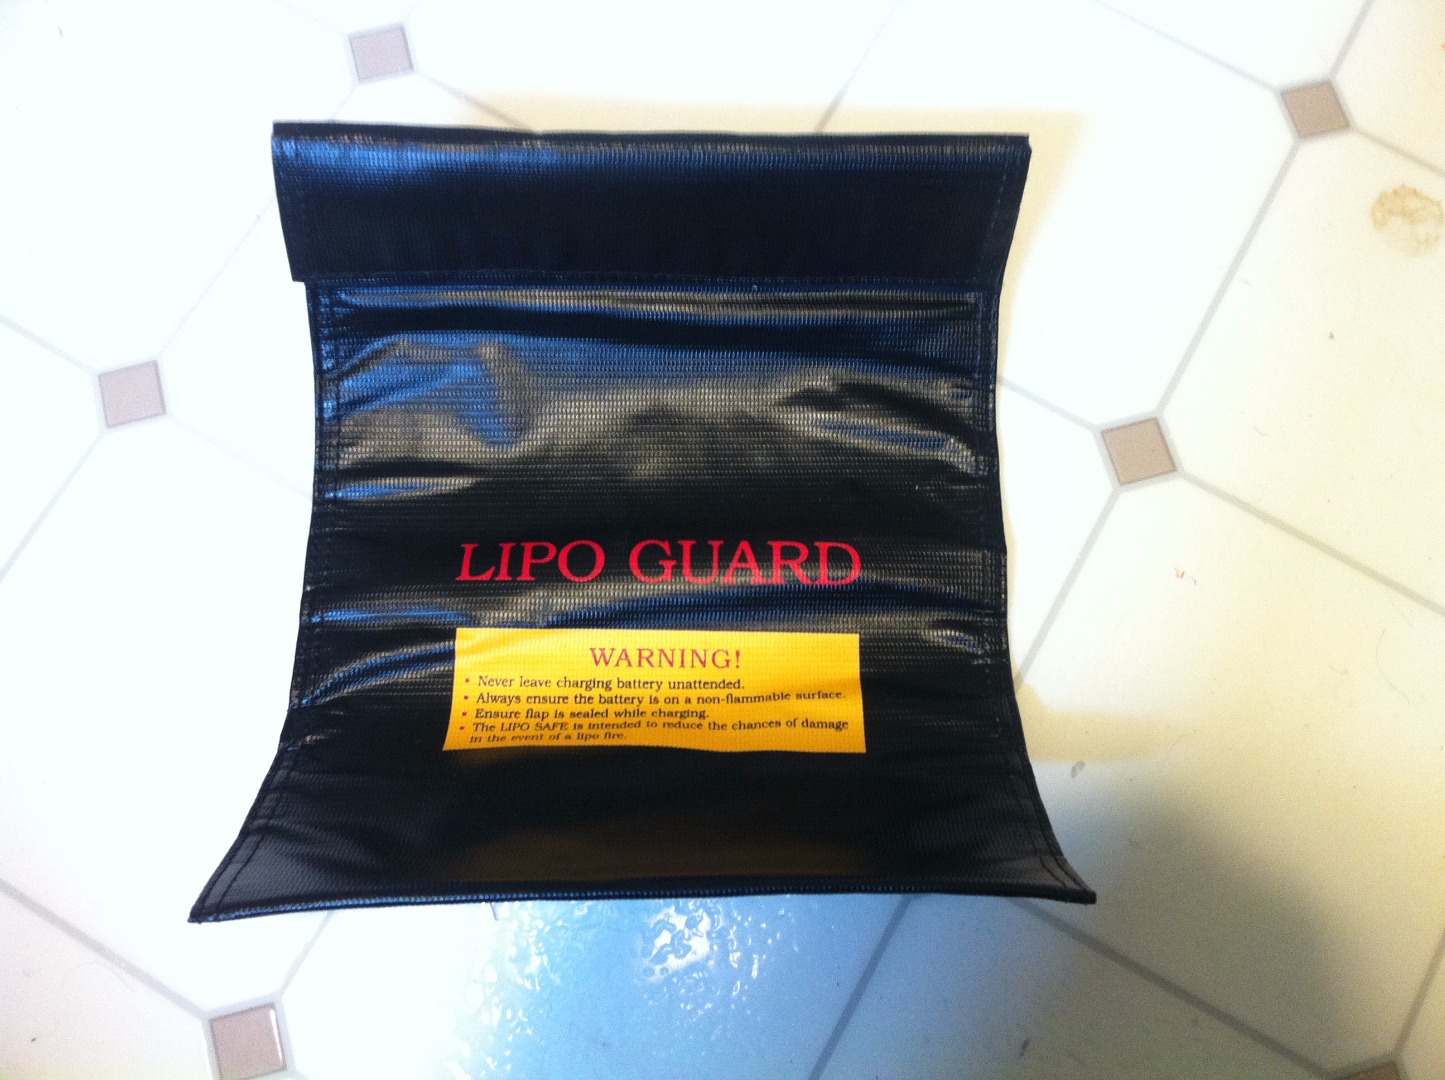 LIPO GUARD
WARNING!
• Never leave charging battery unattended.
• Always ensure the battery is on a non-flammable surface.
• Ensure flap is sealed while charging.
• The LIPO SAFE is intended to reduce the chances of damage
in the event of a lipo fire.